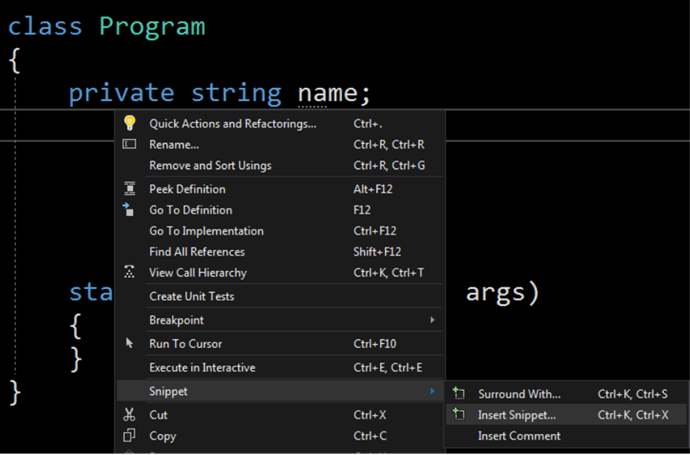 class Program
{
private string name;
Quick Actions and Refactorings... Ctrl+.
Rename... Ctrl+R, Ctrl+R
Remove and Sort Usings Ctrl+R, Ctrl+G
Peek Definition Alt+F12
Go To Definition F12
Go To Implementation Ctrl+F12
Find All References Shift+F12
View Call Hierarchy Ctrl+K, Ctrl+T
sta args)
Create Unit Tests
{
Breakpoint
Run To Cursor Ctrl+F10
}
Execute in Interactive Ctrl+E, Ctrl+E
}
Snippet
Surround With... Ctrl+K, Ctrl+S
Cut Ctrl+X
Insert Snippet... Ctrl+K, Ctrl+X
Copy Ctrl+C
Insert Comment